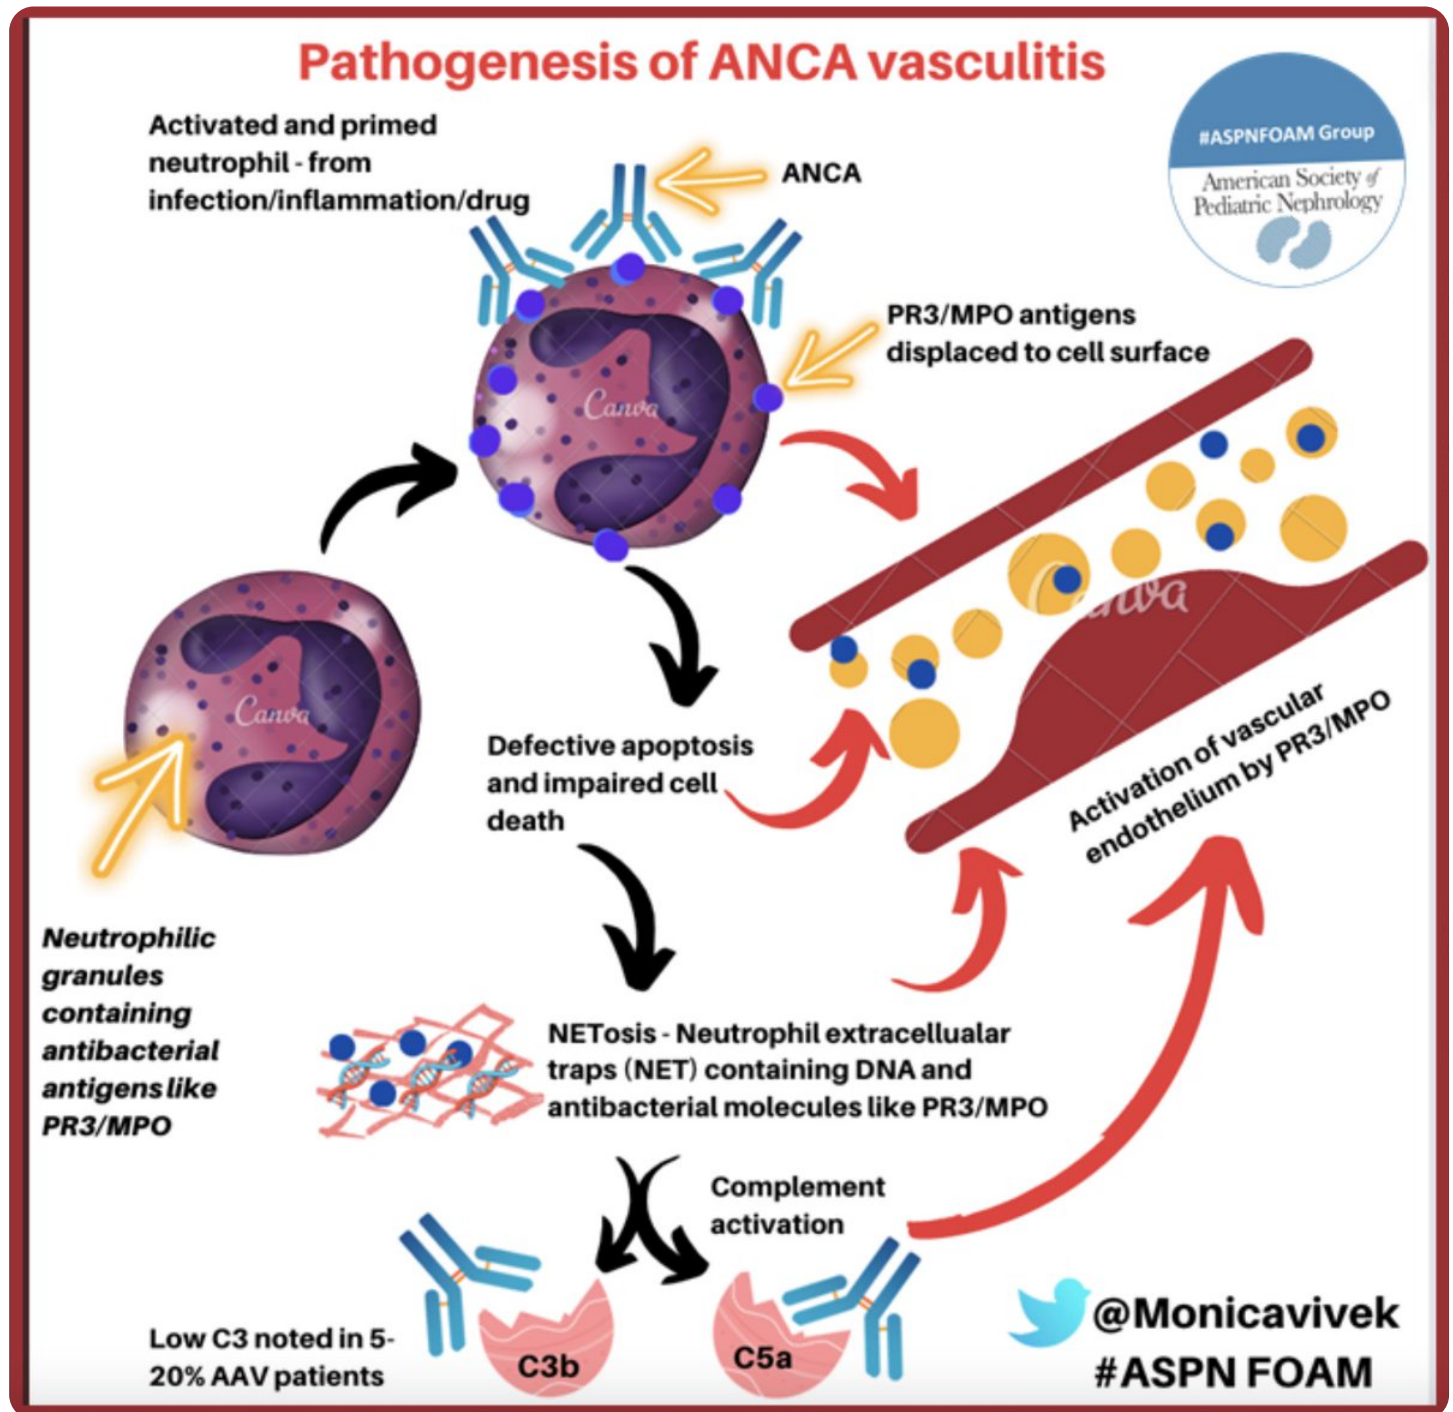 Pathogenesis of ANCA vasculitis
Activated and primed
neutrophil - from
infection/inflammation/drug
ANCA
#ASPNFOAM Group
American Society of
Pediatric Nephrology
PR3/MPO antigens
displaced to cell surface
Canva
Canva
Canva
Defective apoptosis
and impaired cell
death
Activation of vascular
endothelium by PR3/MPO
Neutrophilic
granules
containing
antibacterial
antigens like
PR3/MPO
NETosis - Neutrophil extracellualar
traps (NET) containing DNA and
antibacterial molecules like PR3/MPO
Complement
activation
Low C3 noted in 5-
20% AAV patients
C3b
C5a
@Monicavivek
#ASPN FOAM